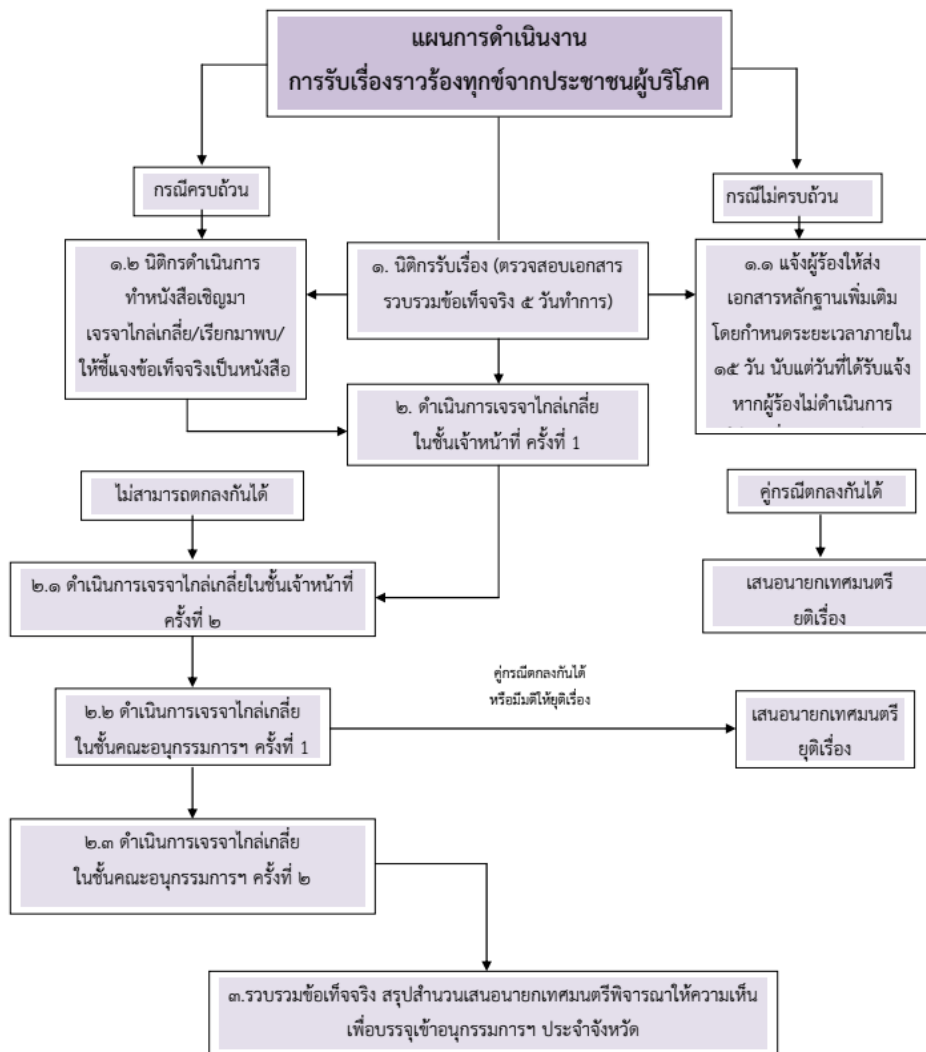 แผนการดำเนินงาน
การรับเรื่องราวร้องทุกข์จากประชาชนผู้บริโภค
กรณีครบถ้วน
กรณีไม่ครบถ้วน
๑.๒ นิติกรดำเนินการ
ทำหนังสือเชิญมา
เจรจาไกล่เกลี่ย/เรียกมาพบ/
ให้ชี้แจงข้อเท็จจริงเป็นหนังสือ
๑. นิติกรรับเรื่อง (ตรวจสอบเอกสาร
รวบรวมข้อเท็จจริง ๕ วันทำการ)
๑.๑ แจ้งผู้ร้องให้ส่ง
เอกสารหลักฐานเพิ่มเติม
โดยกำหนดระยะเวลาภายใน
๑๕ วัน นับแต่วันที่ได้รับแจ้ง
หากผู้ร้องไม่ดำเนินการ
๒. ดำเนินการเจรจาไกล่เกลี่ย
ในชั้นเจ้าหน้าที่ ครั้งที่ 1
ไม่สามารถตกลงกันได้
คู่กรณีตกลงกันได้
๒.๑ ดำเนินการเจรจาไกล่เกลี่ยในชั้นเจ้าหน้าที่
ครั้งที่ ๒
เสนอนายกเทศมนตรี
ยติเรื่อง
คู่กรณีตกลงกันได้
หรือมีมติให้ยุติเรื่อง
๒.๒ ดำเนินการเจรจาไกล่เกลี่ย
ในชั้นคณะอนุกรรมการฯ ครั้งที่ 1
เสนอนายกเทศมนตรี
ยุติเรื่อง
๒.๓ ดำเนินการเจรจาไกล่เกลี่ย
ในชั้นคณะอนุกรรมการฯ ครั้งที่ ๒
๓.รวบรวมข้อเท็จจริง สรุปสำนวนเสนอนายกเทศมนตรีพิจารณาให้ความเห็น
เพื่อบรรจุเข้าอนุกรรมการฯ ประจำจังหวัด